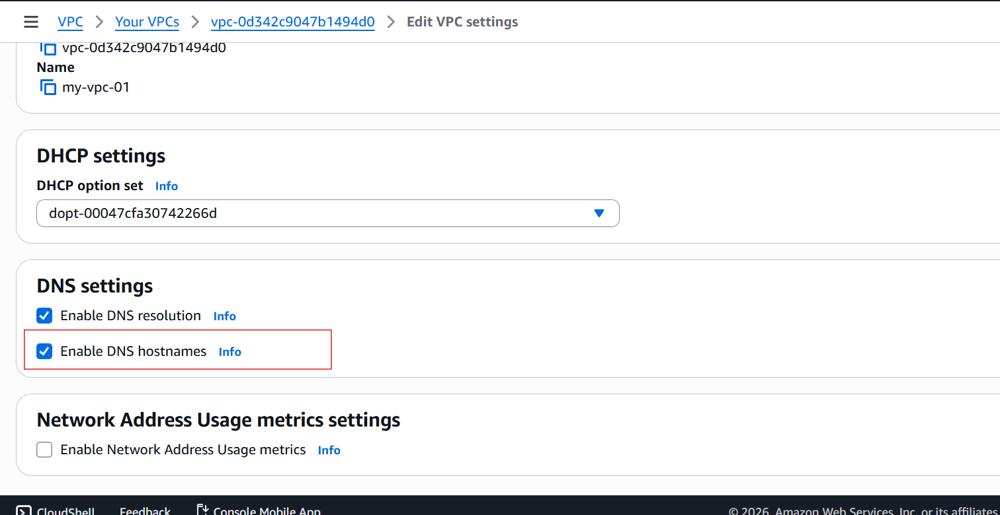 VPC > Your VPCs > vpc-0d342c9047b1494d0 > Edit VPC settings
vpc-0d342c9047b1494d0
Name
my-vpc-01
DHCP settings
DHCP option set Info
dopt-00047cfa30742266d
DNS settings
Enable DNS resolution Info
Enable DNS hostnames Info
Network Address Usage metrics settings
Enable Network Address Usage metrics Info
CloudShell Feedback Console Mobile App © 2026, Amazon Web Services, Inc. or its affiliates